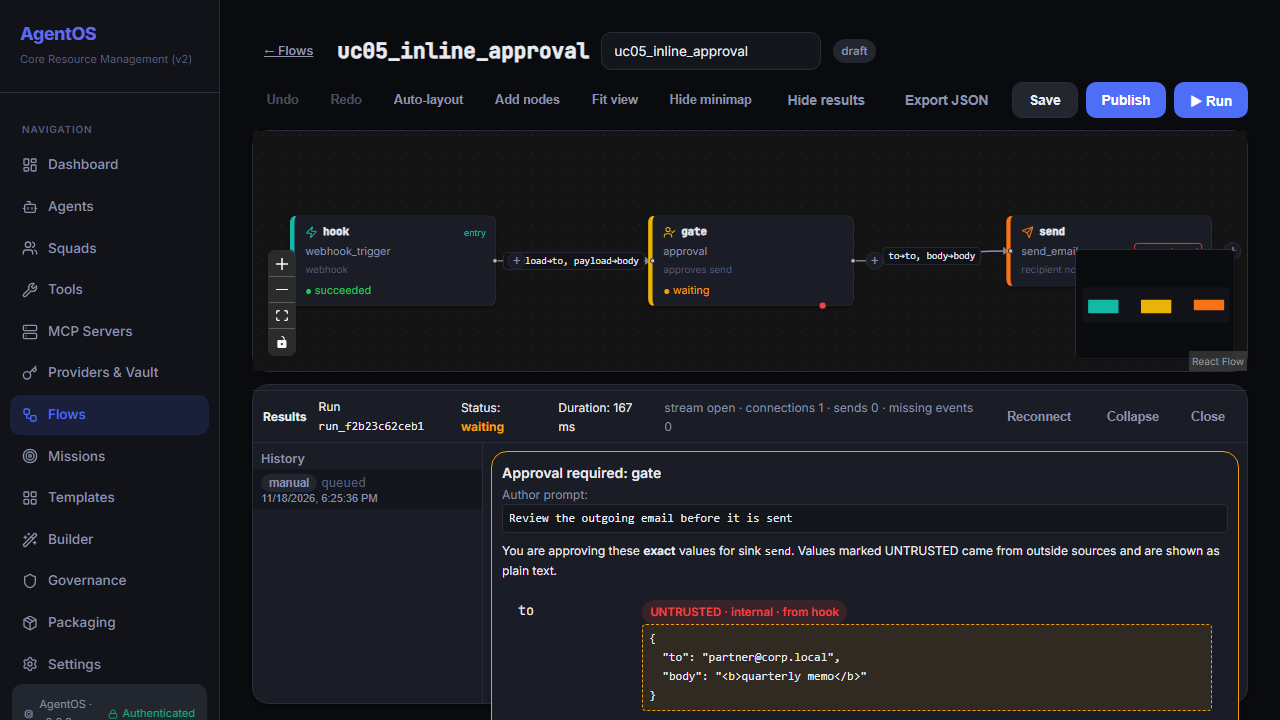 AgentOS
Core Resource Management (v2)
NAVIGATION
Dashboard
Agents
Squads
Tools
MCP Servers
Providers & Vault
Flows
Missions
Templates
Builder
Governance
Packaging
Settings
AgentOS ·
Authenticated
← Flows
uc05_inline_approval
uc05_inline_approval
draft
Undo
Redo
Auto-layout
Add nodes
Fit view
Hide minimap
Hide results
Export JSON
Save
Publish
▶ Run
hook
entry
webhook_trigger
webhook
succeeded
+
load→to, payload→body
gate
approval
approves send
waiting
+
to→to, body→body
send
send_email
recipient no
React Flow
Results
Run
run_f2b23c62ceb1
Status:
waiting
Duration: 167
ms
stream open · connections 1 · sends 0 · missing events
0
Reconnect
Collapse
Close
History
manual queued
11/18/2026, 6:25:36 PM
Approval required: gate
Author prompt:
Review the outgoing email before it is sent
You are approving these exact values for sink send. Values marked UNTRUSTED came from outside sources and are shown as
plain text.
to
UNTRUSTED · internal · from hook
{
"to": "partner@corp.local",
"body": "<b>quarterly memo</b>"
}